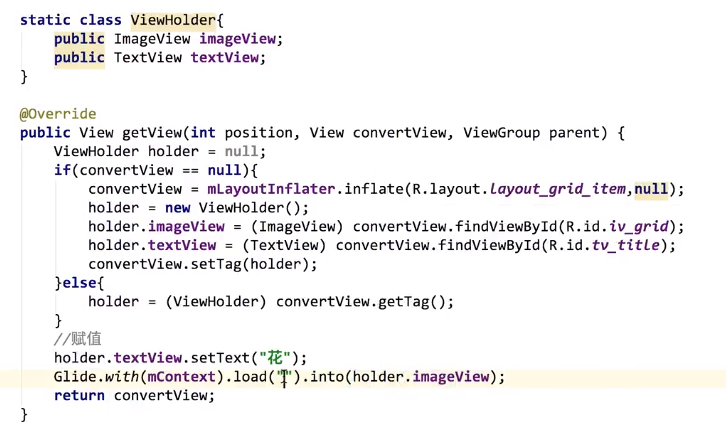 static class ViewHolder{
public ImageView imageView;
public TextView textView;
}
@Override
public View getView(int position, View convertView, ViewGroup parent) {
ViewHolder holder = null;
if(convertView == null){
convertView = mLayoutInflater.inflate(R.layout.layout_grid_item,null);
holder = new ViewHolder();
holder.imageView = (ImageView) convertView.findViewById(R.id.iv_grid);
holder.textView = (TextView) convertView.findViewById(R.id.tv_title);
convertView.setTag(holder);
}else{
holder = (ViewHolder) convertView.getTag();
}
//赋值
holder.textView.setText("花");
Glide.with(mContext).load("").into(holder.imageView);
return convertView;
}